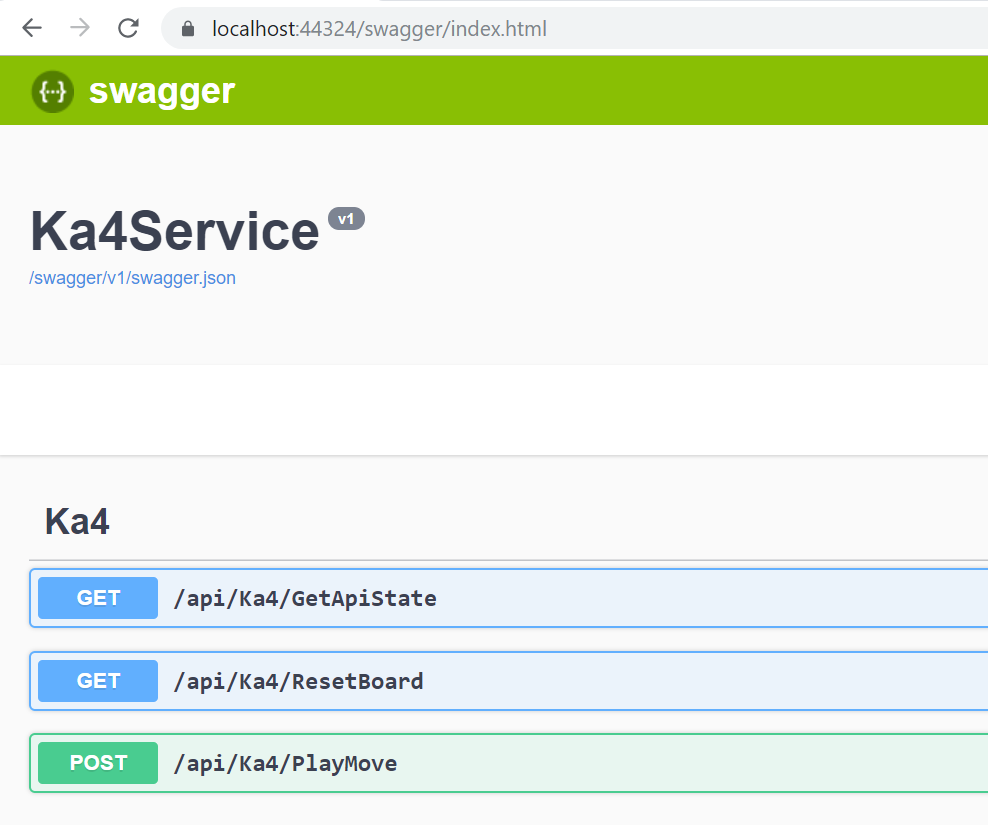 localhost:44324/swagger/index.html
{···} swagger
Ka4Service v1
/swagger/v1/swagger.json
Ka4
GET /api/Ka4/GetApiState
GET /api/Ka4/ResetBoard
POST /api/Ka4/PlayMove